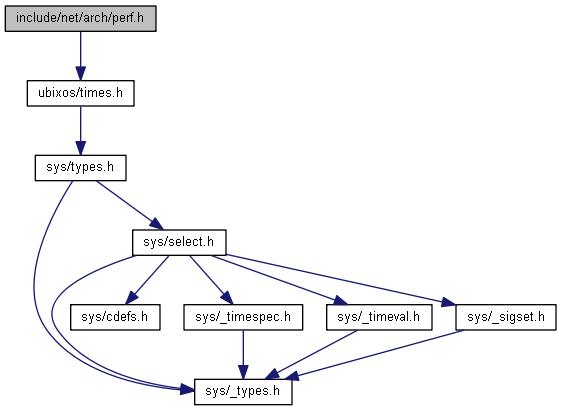 include/net/arch/perf.h
ubixos/times.h
sys/types.h
sys/select.h
sys/cdefs.h
sys/_timespec.h
sys/_timeval.h
sys/_sigset.h
sys/_types.h